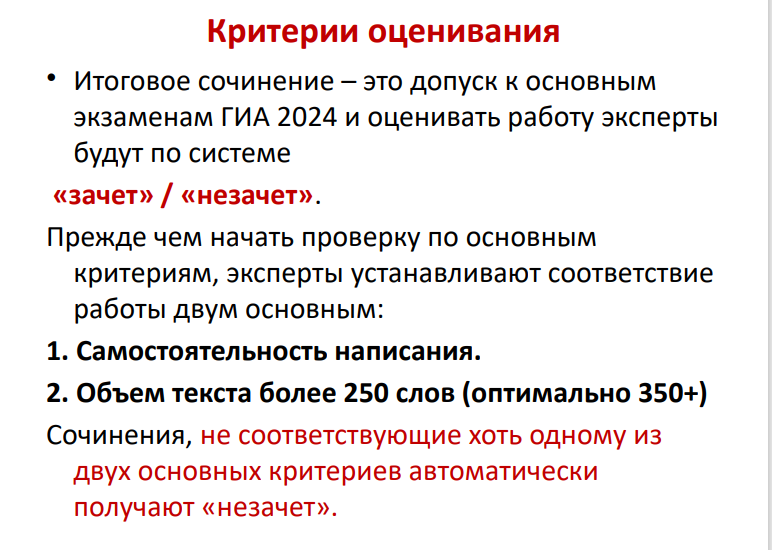 Критерии оценивания
• Итоговое сочинение – это допуск к основным
экзаменам ГИА 2024 и оценивать работу эксперты
будут по системе
«зачет» / «незачет».
Прежде чем начать проверку по основным
критериям, эксперты устанавливают соответствие
работы двум основным:
1. Самостоятельность написания.
2. Объем текста более 250 слов (оптимально 350+)
Сочинения, не соответствующие хоть одному из
двух основных критериев автоматически
получают «незачет».